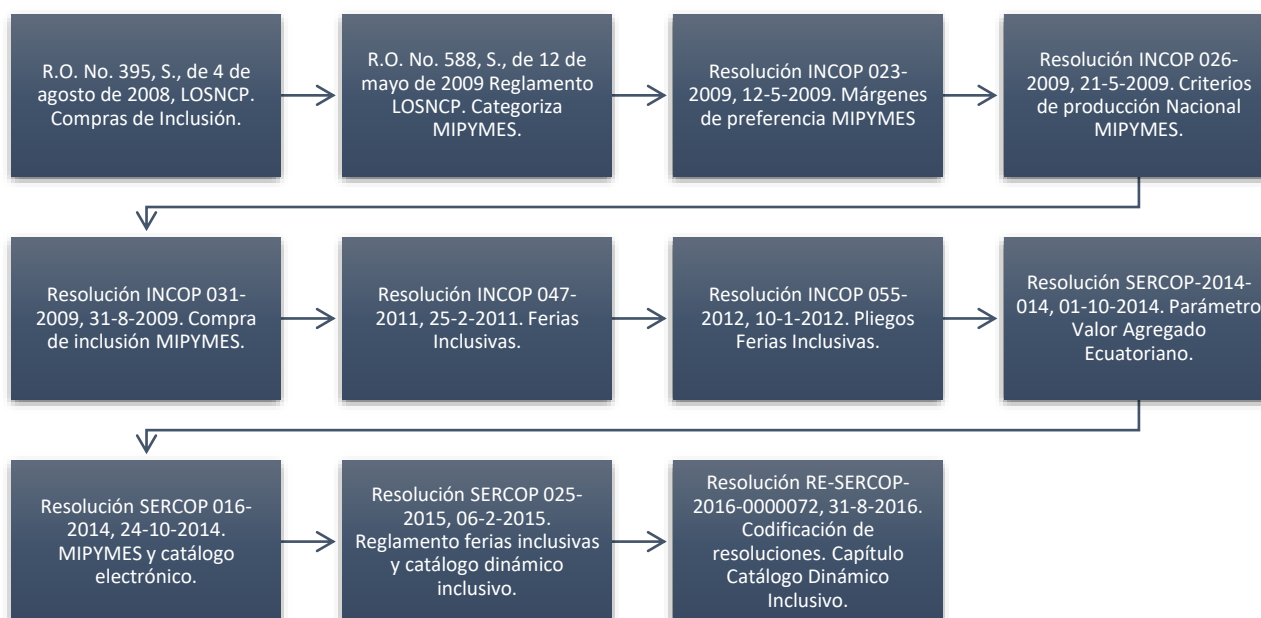 R.O. No. 395, S., de 4 de
agosto de 2008, LOSNCP.
Compras de Inclusión.
R.O. No. 588, S., de 12 de
mayo de 2009 Reglamento
LOSNCP. Categoriza
MIPYMES.
Resolución INCOP 023-
2009, 12-5-2009. Márgenes
de preferencia MIPYMES
Resolución INCOP 026-
2009, 21-5-2009. Criterios
de producción Nacional
MIPYMES.
Resolución INCOP 031-
2009, 31-8-2009. Compra
de inclusión MIPYMES.
Resolución INCOP 047-
2011, 25-2-2011. Ferias
Inclusivas.
Resolución INCOP 055-
2012, 10-1-2012. Pliegos
Ferias Inclusivas.
Resolución SERCOP-2014-
014, 01-10-2014. Parámetro
Valor Agregado
Ecuatoriano.
Resolución SERCOP 016-
2014, 24-10-2014.
MIPYMES y catálogo
electrónico.
Resolución SERCOP 025-
2015, 06-2-2015.
Reglamento ferias inclusivas
y catálogo dinámico
inclusivo.
Resolución RE-SERCOP-
2016-0000072, 31-8-2016.
Codificación de
resoluciones. Capítulo
Catálogo Dinámico
Inclusivo.